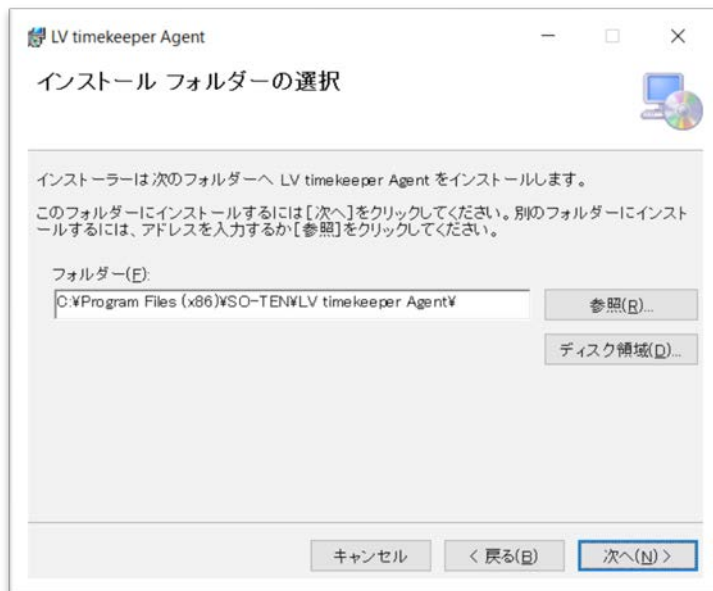 LV timekeeper Agent
インストール フォルダーの選択
インストーラーは次のフォルダーへ LV timekeeper Agent をインストールします。
このフォルダーにインストールするには[次へ]をクリックしてください。別のフォルダーにインスト
ールするには、アドレスを入力するか[参照]をクリックしてください。
フォルダー(F):
C:¥Program Files (x86)¥SO-TEN¥LV timekeeper Agent¥
参照(R)...
ディスク領域(D)...
キャンセル
< 戻る(B)
次へ(N) >